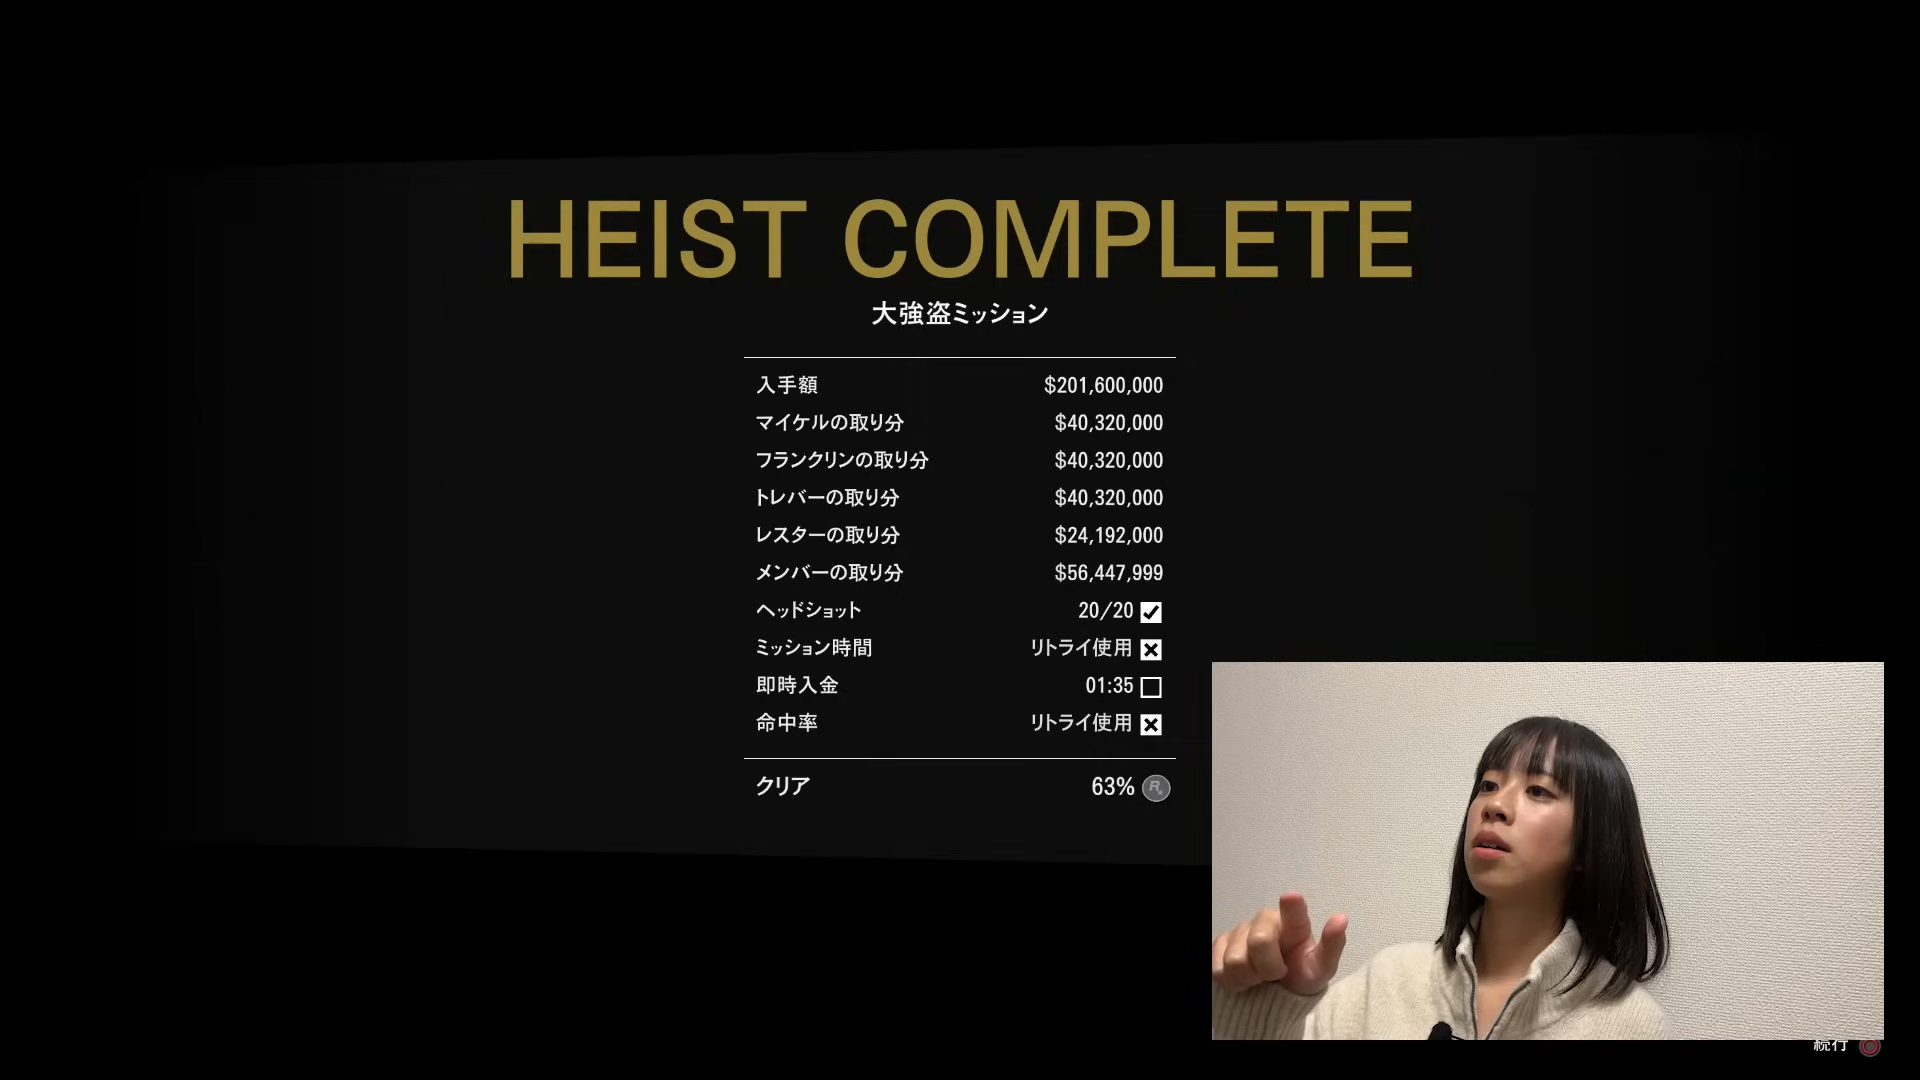 HEIST COMPLETE
大強盗ミッション
入手額 $201,600,000
マイケルの取り分 $40,320,000
フランクリンの取り分 $40,320,000
トレバーの取り分 $40,320,000
レスターの取り分 $24,192,000
メンバーの取り分 $56,447,999
ヘッドショット 20/20
ミッション時間 リトライ使用
即時入金 01:35
命中率 リトライ使用
クリア 63% R*
続行